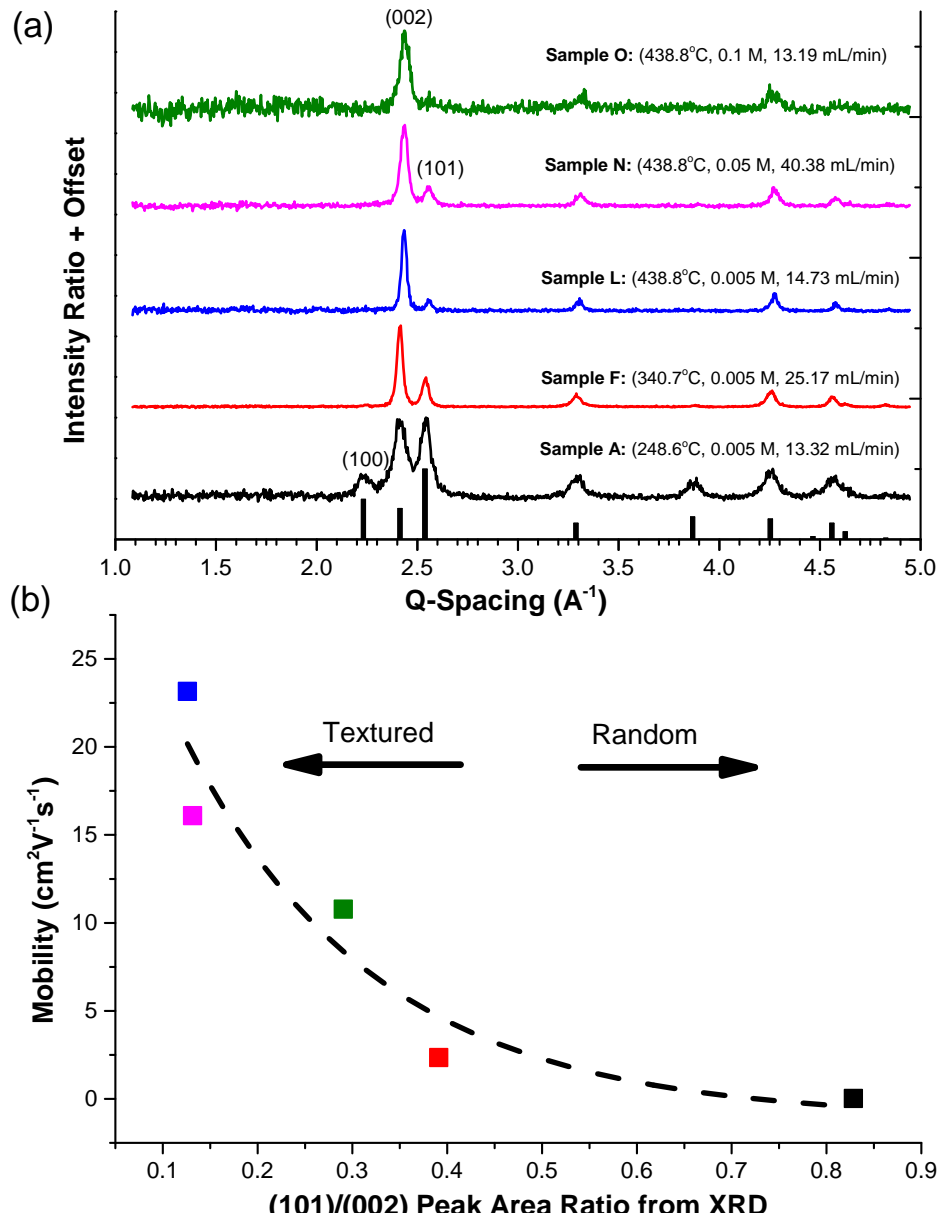 (a)
(002)
Sample O: (438.8°C, 0.1 M, 13.19 mL/min)
Sample N: (438.8°C, 0.05 M, 40.38 mL/min)
(101)
Sample L: (438.8°C, 0.005 M, 14.73 mL/min)
Sample F: (340.7°C, 0.005 M, 25.17 mL/min)
Sample A: (248.6°C, 0.005 M, 13.32 mL/min)
(100)
Intensity Ratio + Offset
1.0 1.5 2.0 2.5 3.0 3.5 4.0 4.5 5.0
Q-Spacing (A⁻¹)
(b)
25
20
15
10
5
0
Mobility (cm²V⁻¹s⁻¹)
Textured
Random
0.1 0.2 0.3 0.4 0.5 0.6 0.7 0.8 0.9
(101)/(002) Peak Area Ratio from XRD